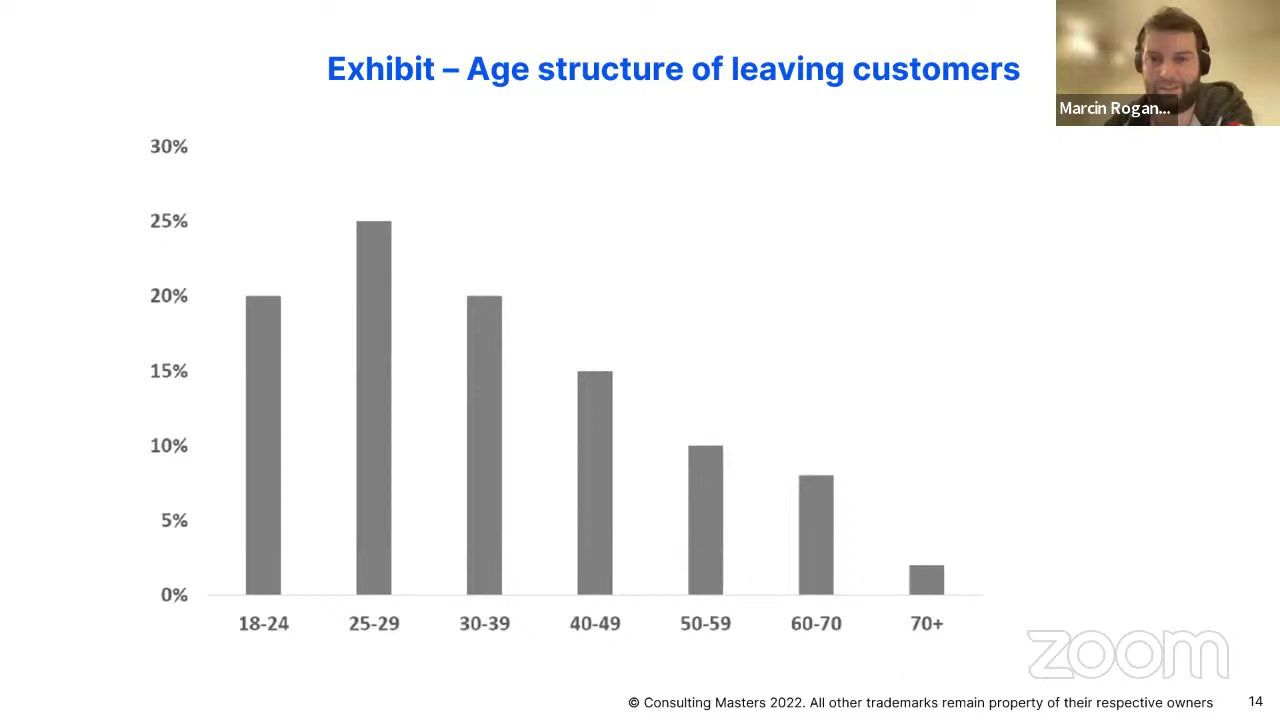 Exhibit – Age structure of leaving customers
Marcin Rogan...
30%
25%
20%
15%
10%
5%
0%
18-24 25-29 30-39 40-49 50-59 60-70 70+
zoom
© Consulting Masters 2022. All other trademarks remain property of their respective owners 14